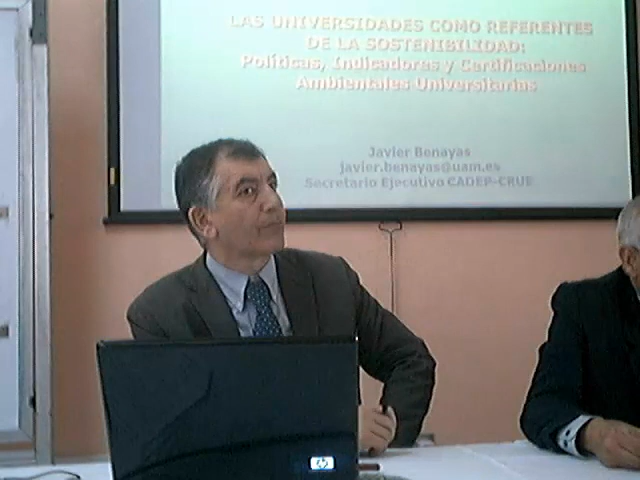 LAS UNIVERSIDADES COMO REFERENTES
DE LA SOSTENIBILIDAD:
Políticas, Indicadores y Certificaciones
Ambientales Universitarias
Javier Benayas
javier.benayas@uam.es
Secretario Ejecutivo CADEP-CRUE
hp